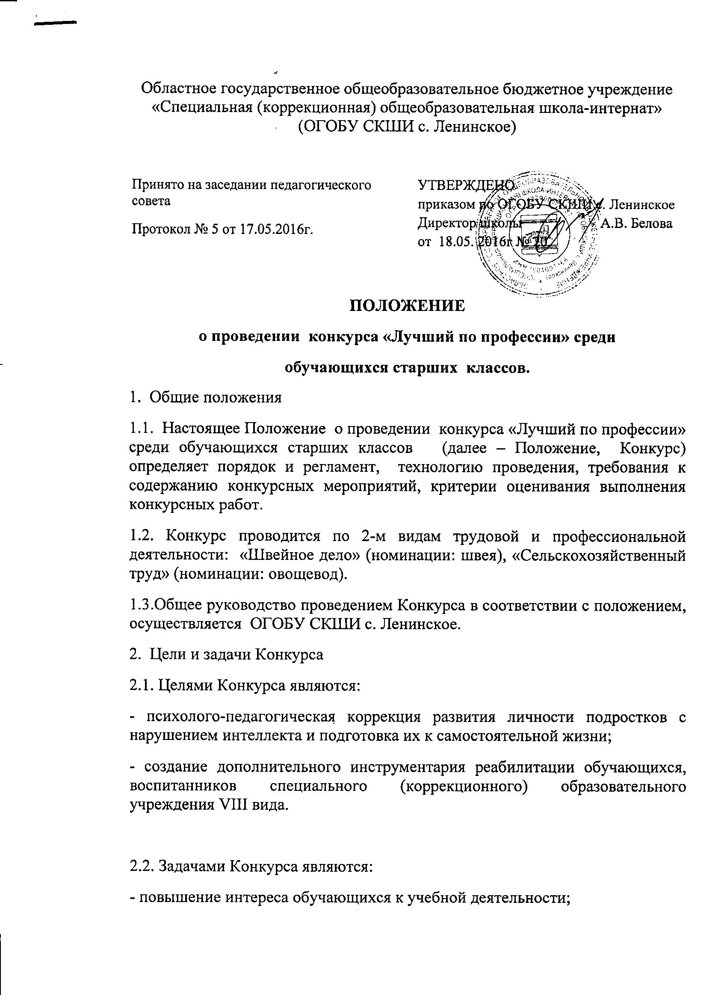 Областное государственное общеобразовательное бюджетное учреждение
«Специальная (коррекционная) общеобразовательная школа-интернат»
(ОГОБУ СКШИ с. Ленинское)
Принято на заседании педагогического
совета
Протокол № 5 от 17.05.2016г.
УТВЕРЖДЕНО
приказом по ОГОБУ СКШИ с. Ленинское
Директор школы А.В. Белова
от 18.05. 2016г №
ПОЛОЖЕНИЕ
о проведении конкурса «Лучший по профессии» среди
обучающихся старших классов.
1. Общие положения
1.1. Настоящее Положение о проведении конкурса «Лучший по профессии»
среди обучающихся старших классов (далее – Положение, Конкурс)
определяет порядок и регламент, технологию проведения, требования к
содержанию конкурсных мероприятий, критерии оценивания выполнения
конкурсных работ.
1.2. Конкурс проводится по 2-м видам трудовой и профессиональной
деятельности: «Швейное дело» (номинации: швея), «Сельскохозяйственный
труд» (номинации: овощевод).
1.3.Общее руководство проведением Конкурса в соответствии с положением,
осуществляется ОГОБУ СКШИ с. Ленинское.
2. Цели и задачи Конкурса
2.1. Целями Конкурса являются:
- психолого-педагогическая коррекция развития личности подростков с
нарушением интеллекта и подготовка их к самостоятельной жизни;
- создание дополнительного инструментария реабилитации обучающихся,
воспитанников специального (коррекционного) образовательного
учреждения VIII вида.
2.2. Задачами Конкурса являются:
- повышение интереса обучающихся к учебной деятельности;